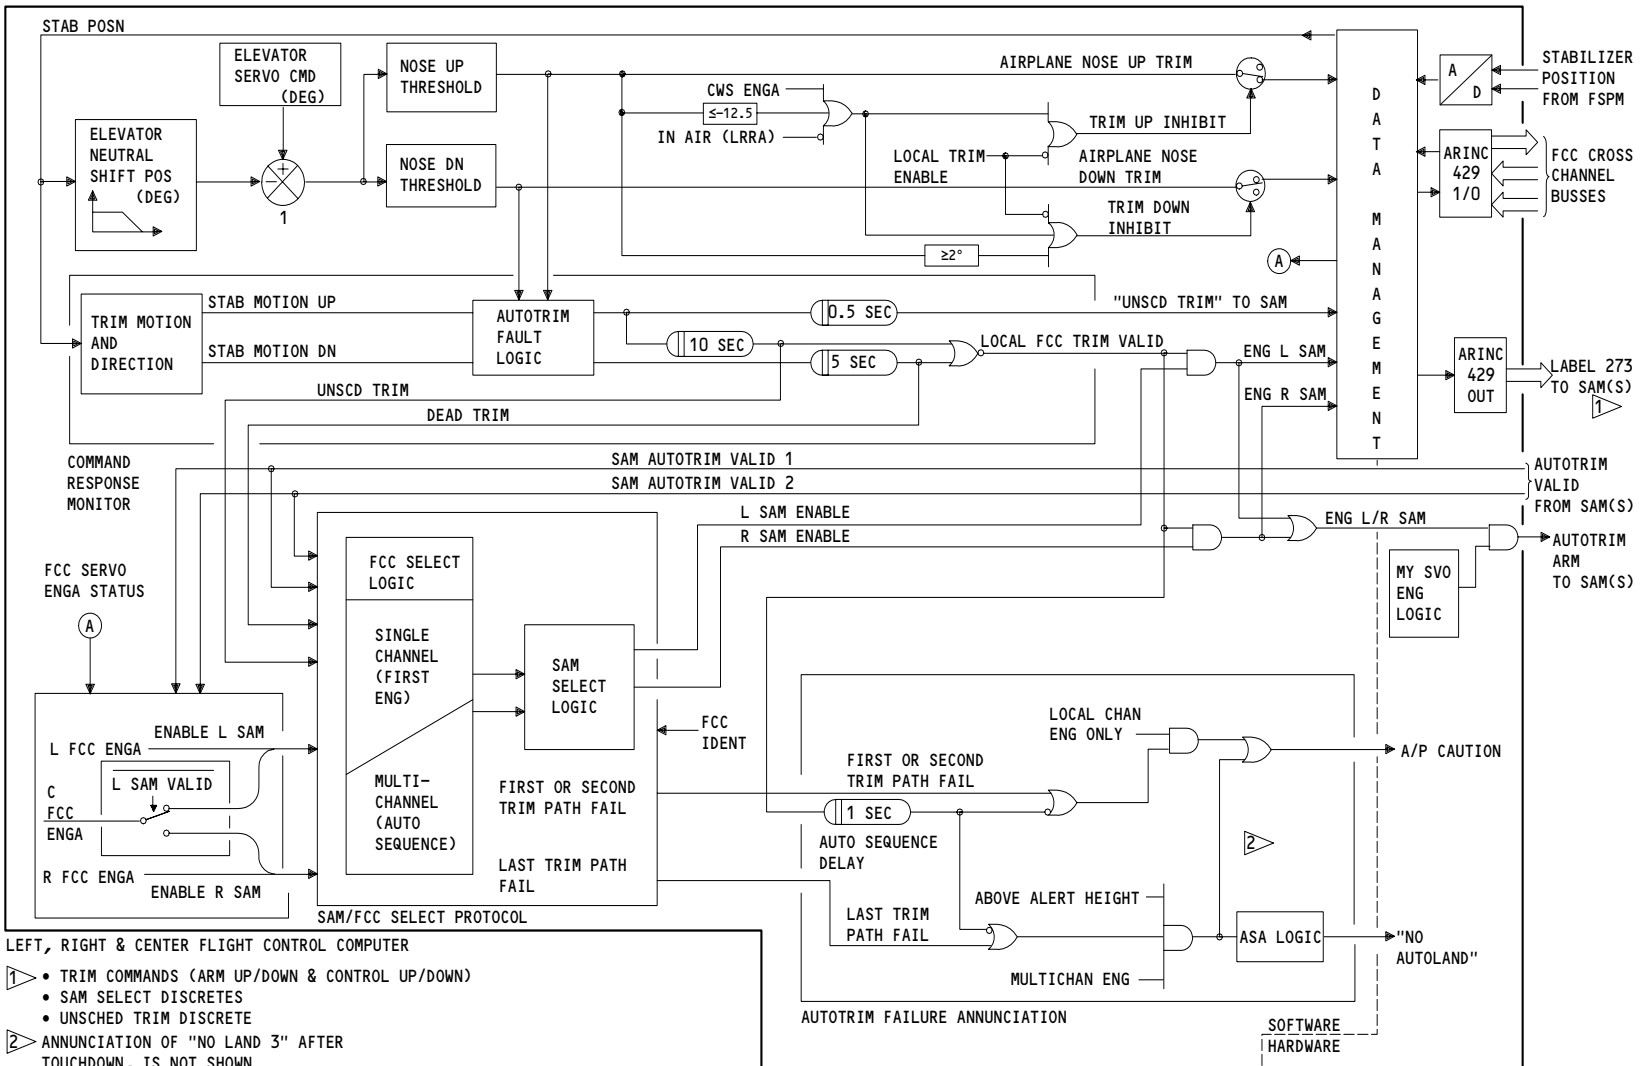 STAB POSN
ELEVATOR
SERVO CMD
(DEG)
NOSE UP
THRESHOLD
AIRPLANE NOSE UP TRIM
A
D
STABILIZER
POSITION
FROM FSPM
CWS ENGA
≤-12.5
IN AIR (LRRA)
TRIM UP INHIBIT
ELEVATOR
NEUTRAL
SHIFT POS
(DEG)
+
-
1
NOSE DN
THRESHOLD
LOCAL TRIM
ENABLE
AIRPLANE NOSE
DOWN TRIM
TRIM DOWN
INHIBIT
≥2°
A
DATA MANAGEMENT
ARINC
429
1/O
FCC CROSS
CHANNEL
BUSSES
TRIM MOTION
AND
DIRECTION
STAB MOTION UP
STAB MOTION DN
AUTOTRIM
FAULT
LOGIC
0.5 SEC
"UNSCD TRIM" TO SAM
10 SEC
5 SEC
LOCAL FCC TRIM VALID
ENG L SAM
ENG R SAM
ARINC
429
OUT
LABEL 273
TO SAM(S)
1
UNSCD TRIM
DEAD TRIM
COMMAND
RESPONSE
MONITOR
SAM AUTOTRIM VALID 1
SAM AUTOTRIM VALID 2
AUTOTRIM
VALID
FROM SAM(S)
L SAM ENABLE
R SAM ENABLE
ENG L/R SAM
AUTOTRIM
ARM
TO SAM(S)
MY SVO
ENG
LOGIC
FCC SERVO
ENGA STATUS
A
FCC SELECT
LOGIC
SINGLE
CHANNEL
(FIRST
ENG)
MULTI-
CHANNEL
(AUTO
SEQUENCE)
SAM
SELECT
LOGIC
FCC
IDENT
ENABLE L SAM
L FCC ENGA
L SAM VALID
C
FCC
ENGA
R FCC ENGA
ENABLE R SAM
FIRST OR SECOND
TRIM PATH FAIL
LAST TRIM PATH
FAIL
SAM/FCC SELECT PROTOCOL
LOCAL CHAN
ENG ONLY
FIRST OR SECOND
TRIM PATH FAIL
A/P CAUTION
1 SEC
AUTO SEQUENCE
DELAY
2
ABOVE ALERT HEIGHT
LAST TRIM
PATH FAIL
ASA LOGIC
"NO
AUTOLAND"
MULTICHAN ENG
AUTOTRIM FAILURE ANNUNCIATION
SOFTWARE
HARDWARE
LEFT, RIGHT & CENTER FLIGHT CONTROL COMPUTER
1 • TRIM COMMANDS (ARM UP/DOWN & CONTROL UP/DOWN)
• SAM SELECT DISCRETES
• UNSCHED TRIM DISCRETE
2 ANNUNCIATION OF "NO LAND 3" AFTER
TOUCHDOWN, IS NOT SHOWN